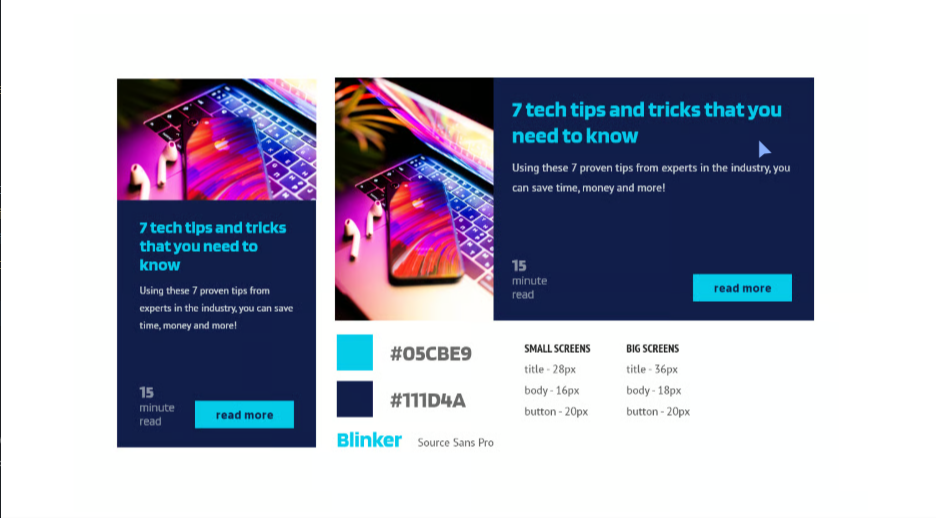 7 tech tips and tricks
that you need to
know
Using these 7 proven tips from
experts in the industry, you can save
time, money and more!
15
minute
read
read more
7 tech tips and tricks that you
need to know
Using these 7 proven tips from experts in the industry, you
can save time, money and more!
15
minute
read
read more
#05CBE9
#111D4A
Blinker Source Sans Pro
SMALL SCREENS
title - 28px
body - 16px
button - 20px
BIG SCREENS
title - 36px
body - 18px
button - 20px